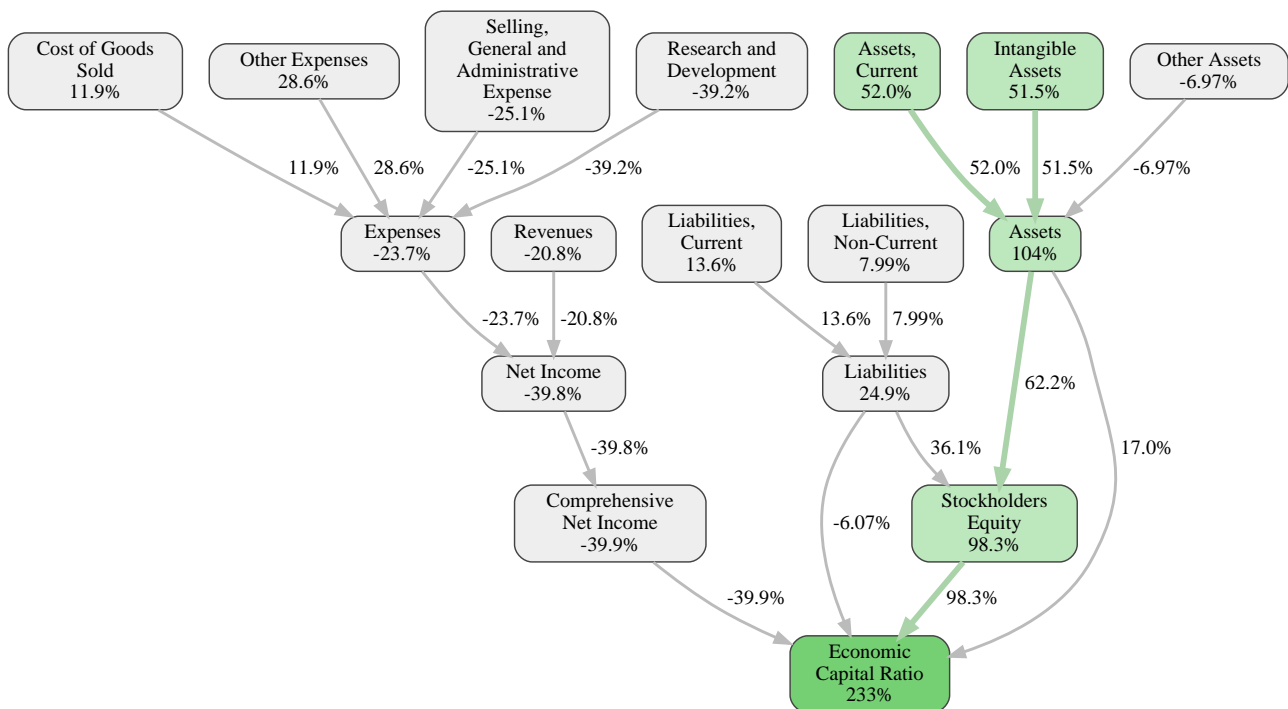 Cost of Goods
Sold
11.9%
Other Expenses
28.6%
Selling,
General and
Administrative
Expense
-25.1%
Research and
Development
-39.2%
Assets,
Current
52.0%
Intangible
Assets
51.5%
Other Assets
-6.97%
11.9%
28.6%
-25.1%
-39.2%
52.0%
51.5%
-6.97%
Expenses
-23.7%
Revenues
-20.8%
Liabilities,
Current
13.6%
Liabilities,
Non-Current
7.99%
Assets
104%
-23.7%
-20.8%
13.6%
7.99%
Net Income
-39.8%
Liabilities
24.9%
62.2%
-39.8%
36.1%
17.0%
Comprehensive
Net Income
-39.9%
-6.07%
Stockholders
Equity
98.3%
-39.9%
98.3%
Economic
Capital Ratio
233%